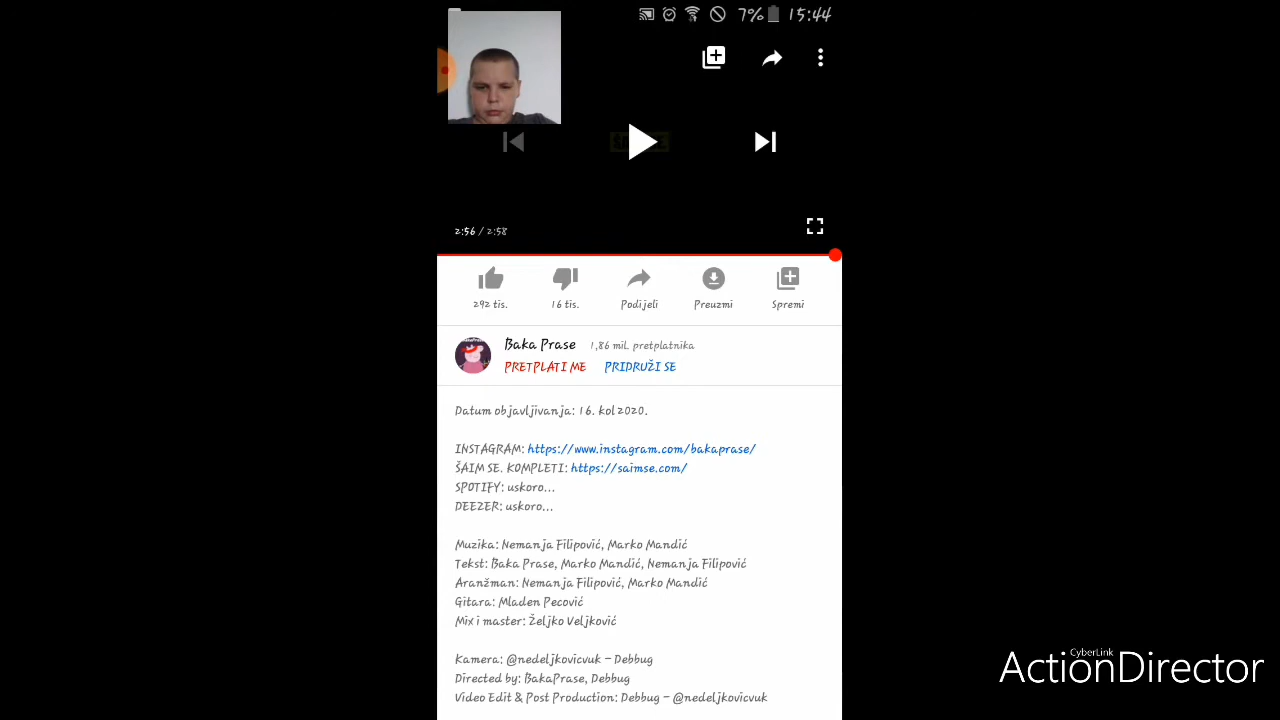 7% 15:44
2:56 / 2:58
292 tis. 16 tis. Podijeli Preuzmi Spremi
Baka Prase 1,86 mil. pretplatnika
PRETPLATI ME PRIDRUŽI SE
Datum objavljivanja: 16. kol 2020.
INSTAGRAM: https://www.instagram.com/bakaprase/
ŠAIM SE. KOMPLETI: https://saimse.com/
SPOTIFY: uskoro...
DEEZER: uskoro...
Muzika: Nemanja Filipović, Marko Mandić
Tekst: Baka Prase, Marko Mandić, Nemanja Filipović
Aranžman: Nemanja Filipović, Marko Mandić
Gitara: Mladen Pecović
Mix i master: Željko Veljković
Kamera: @nedeljkovicvuk – Debbug
Directed by: BakaPrase, Debbug
Video Edit & Post Production: Debbug – @nedeljkovicvuk
CyberLink
ActionDirector